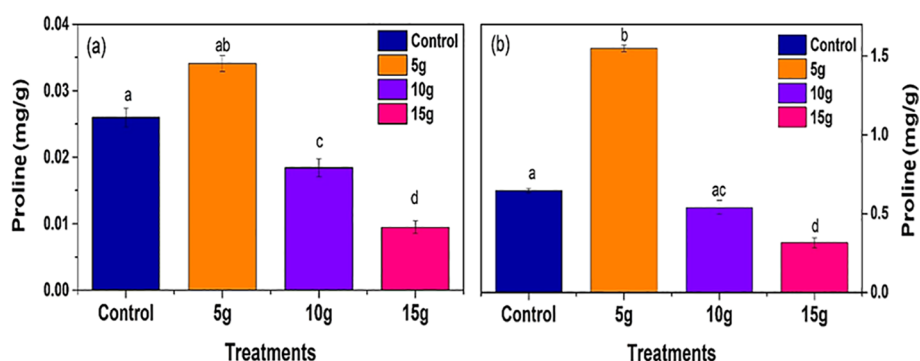 (a)
Proline (mg/g)
0.04
0.03
0.02
0.01
0.00
a
ab
c
d
Control
5g
10g
15g
Control
5g
10g
15g
Treatments
(b)
a
b
ac
d
Control
5g
10g
15g
1.5
1.0
0.5
0.0
Proline (mg/g)
Control
5g
10g
15g
Treatments